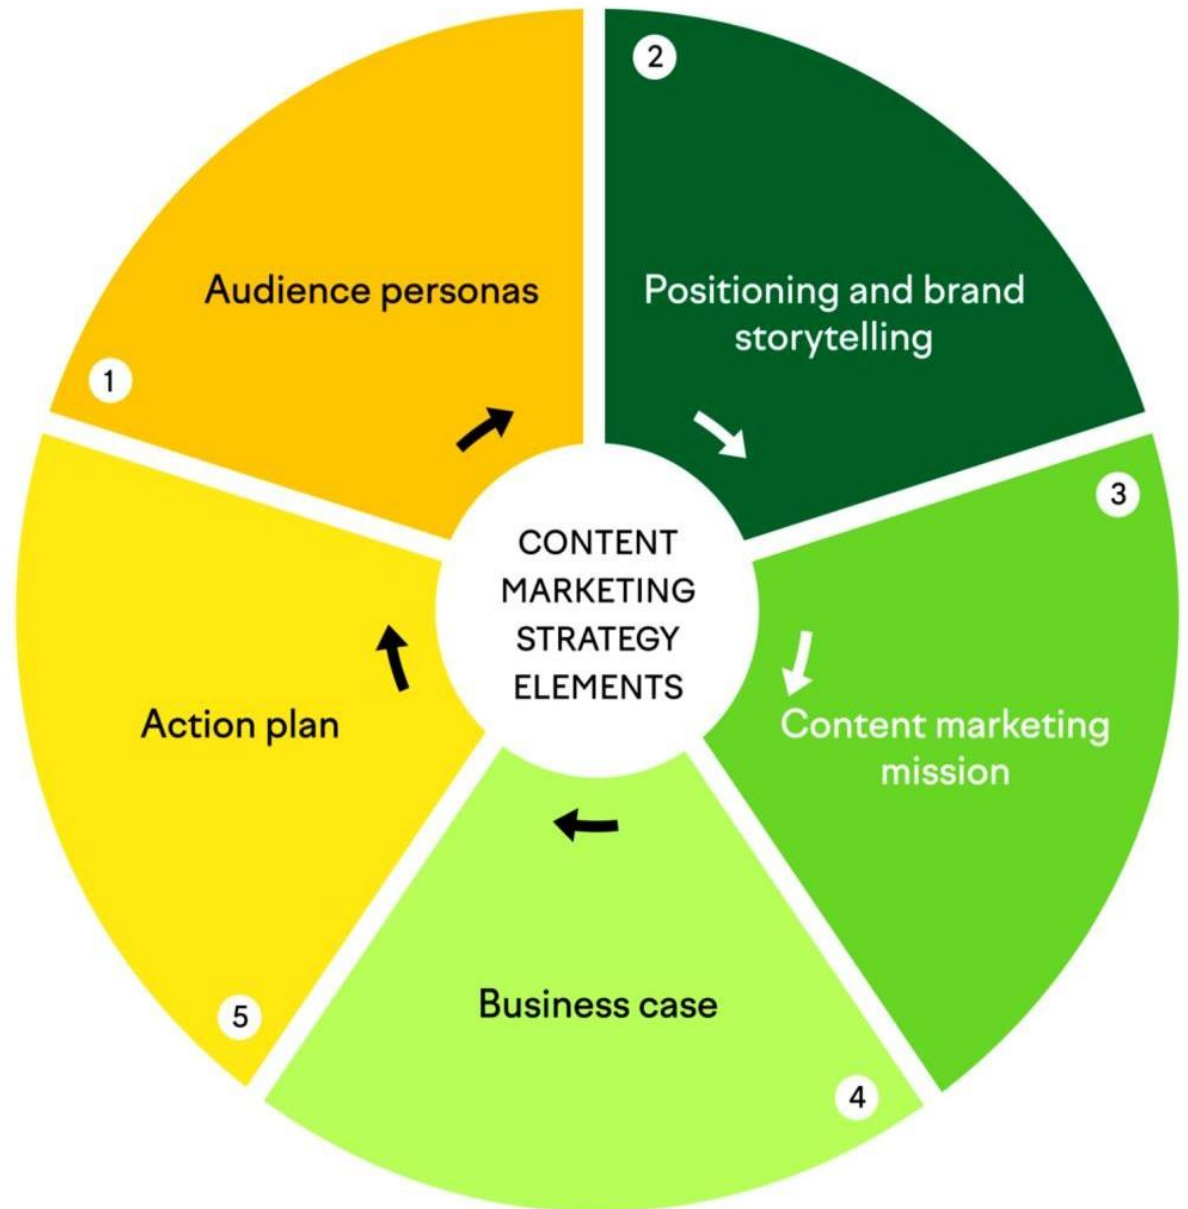 1
Audience personas
2
Positioning and brand
storytelling
3
Content marketing
mission
4
Business case
5
Action plan
CONTENT
MARKETING
STRATEGY
ELEMENTS